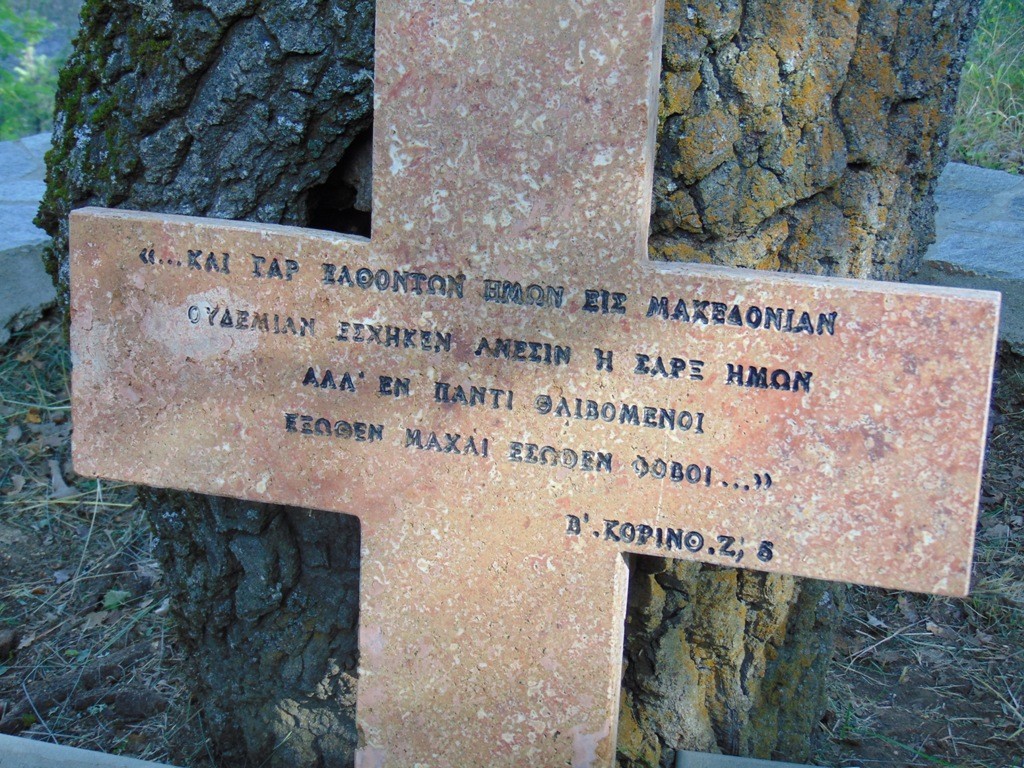 «...ΚΑΙ ΓΑΡ ΕΛΘΟΝΤΩΝ ΗΜΩΝ ΕΙΣ ΜΑΚΕΔΟΝΙΑΝ
ΟΥΔΕΜΙΑΝ ΕΣΧΗΚΕΝ ΑΝΕΣΙΝ Η ΣΑΡΞ ΗΜΩΝ
ΑΛΛ' ΕΝ ΠΑΝΤΙ ΘΛΙΒΟΜΕΝΟΙ
ΕΞΩΘΕΝ ΜΑΧΑΙ ΕΣΩΘΕΝ ΦΟΒΟΙ...»
Β'.ΚΟΡΙΝΘ.Ζ', 5